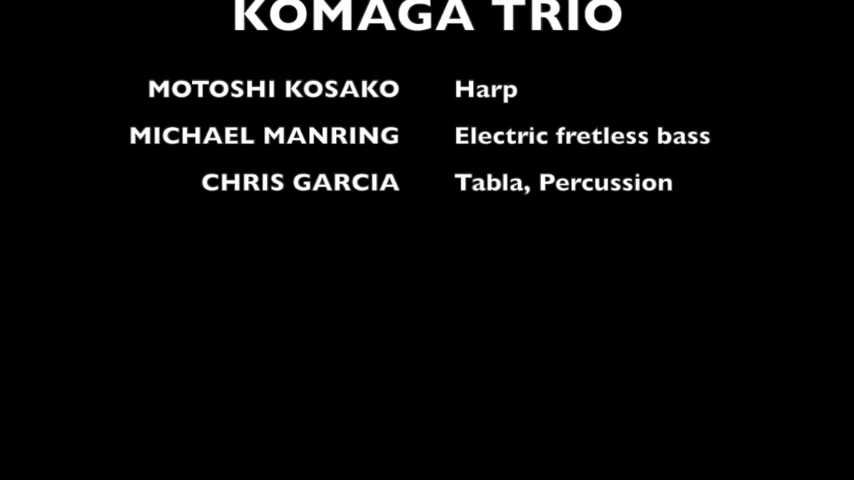 KOMAGA TRIO
MOTOSHI KOSAKO Harp
MICHAEL MANRING Electric fretless bass
CHRIS GARCIA Tabla, Percussion